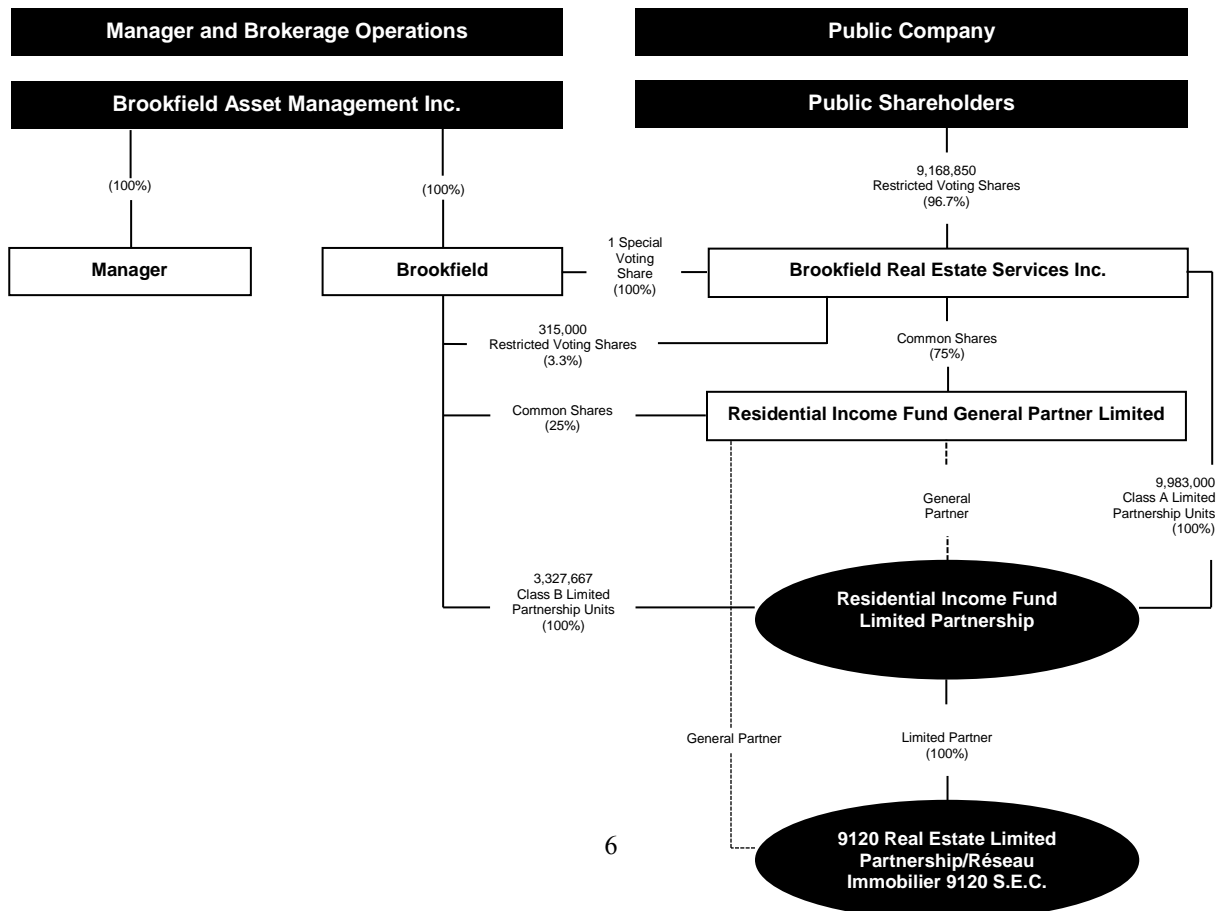 Manager and Brokerage Operations
Public Company
Brookfield Asset Management Inc.
Public Shareholders
(100%)
(100%)
9,168,850
Restricted Voting Shares
(96.7%)
Manager
Brookfield
1 Special
Voting
Share
(100%)
Brookfield Real Estate Services Inc.
315,000
Restricted Voting Shares
(3.3%)
Common Shares
(75%)
Common Shares
(25%)
Residential Income Fund General Partner Limited
General
Partner
9,983,000
Class A Limited
Partnership Units
(100%)
3,327,667
Class B Limited
Partnership Units
(100%)
Residential Income Fund
Limited Partnership
General Partner
Limited Partner
(100%)
9120 Real Estate Limited
Partnership/Réseau
Immobilier 9120 S.E.C.
6